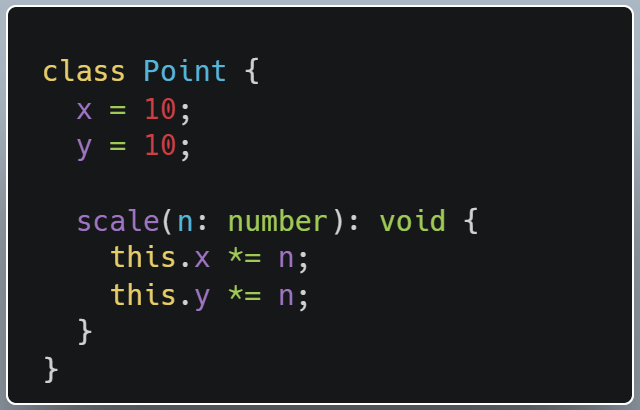 class Point {
  x = 10;
  y = 10;

  scale(n: number): void {
    this.x *= n;
    this.y *= n;
  }
}